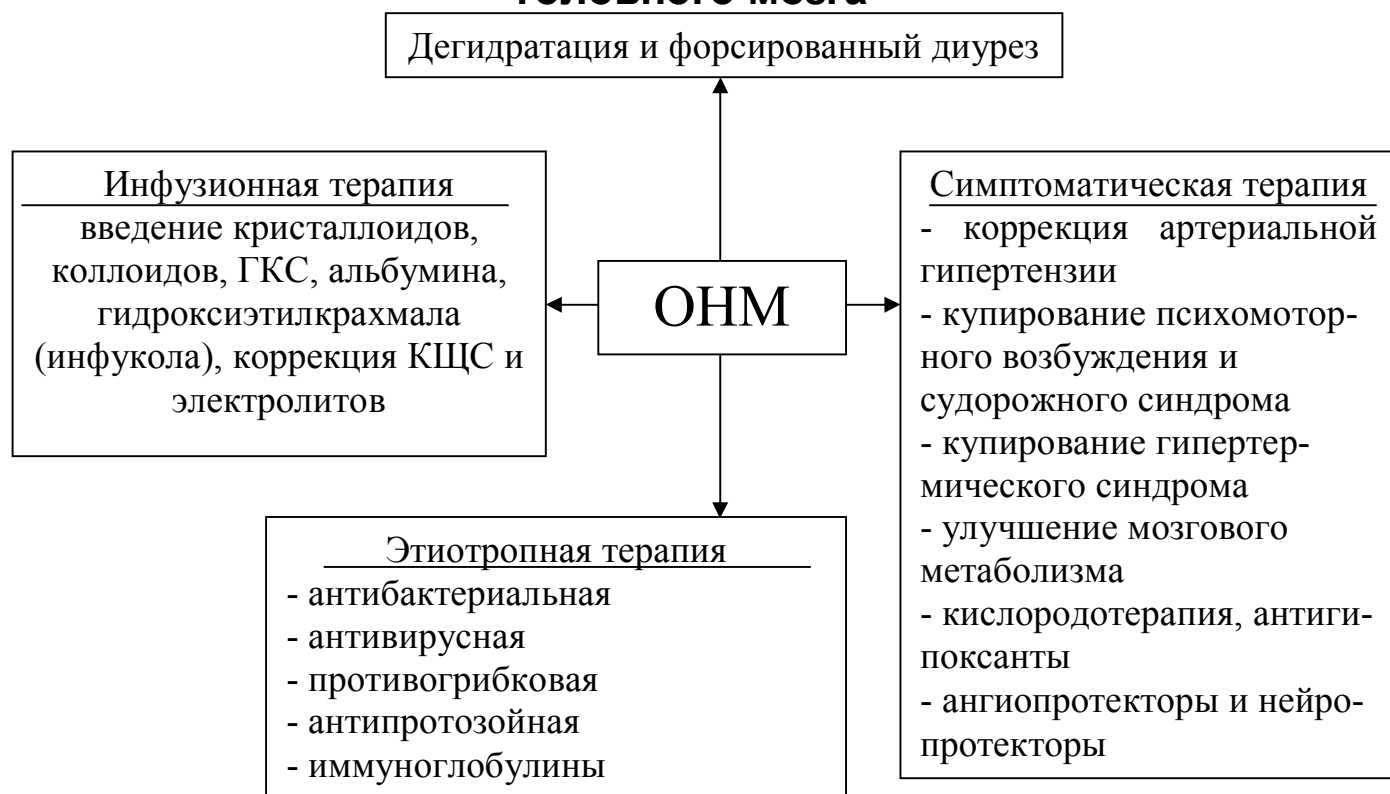 головного мозга
Дегидратация и форсированный диурез
Инфузионная терапия
введение кристаллоидов,
коллоидов, ГКС, альбумина,
гидроксиэтилкрахмала
(инфукола), коррекция КЩС и
электролитов
ОНМ
Симптоматическая терапия
- коррекция артериальной
гипертензии
- купирование психомотор-
ного возбуждения и
судорожного синдрома
- купирование гипертер-
мического синдрома
- улучшение мозгового
метаболизма
- кислородотерапия, антиги-
поксанты
- ангиопротекторы и нейро-
протекторы
Этиотропная терапия
- антибактериальная
- антивирусная
- противогрибковая
- антипротозойная
- иммуноглобулины